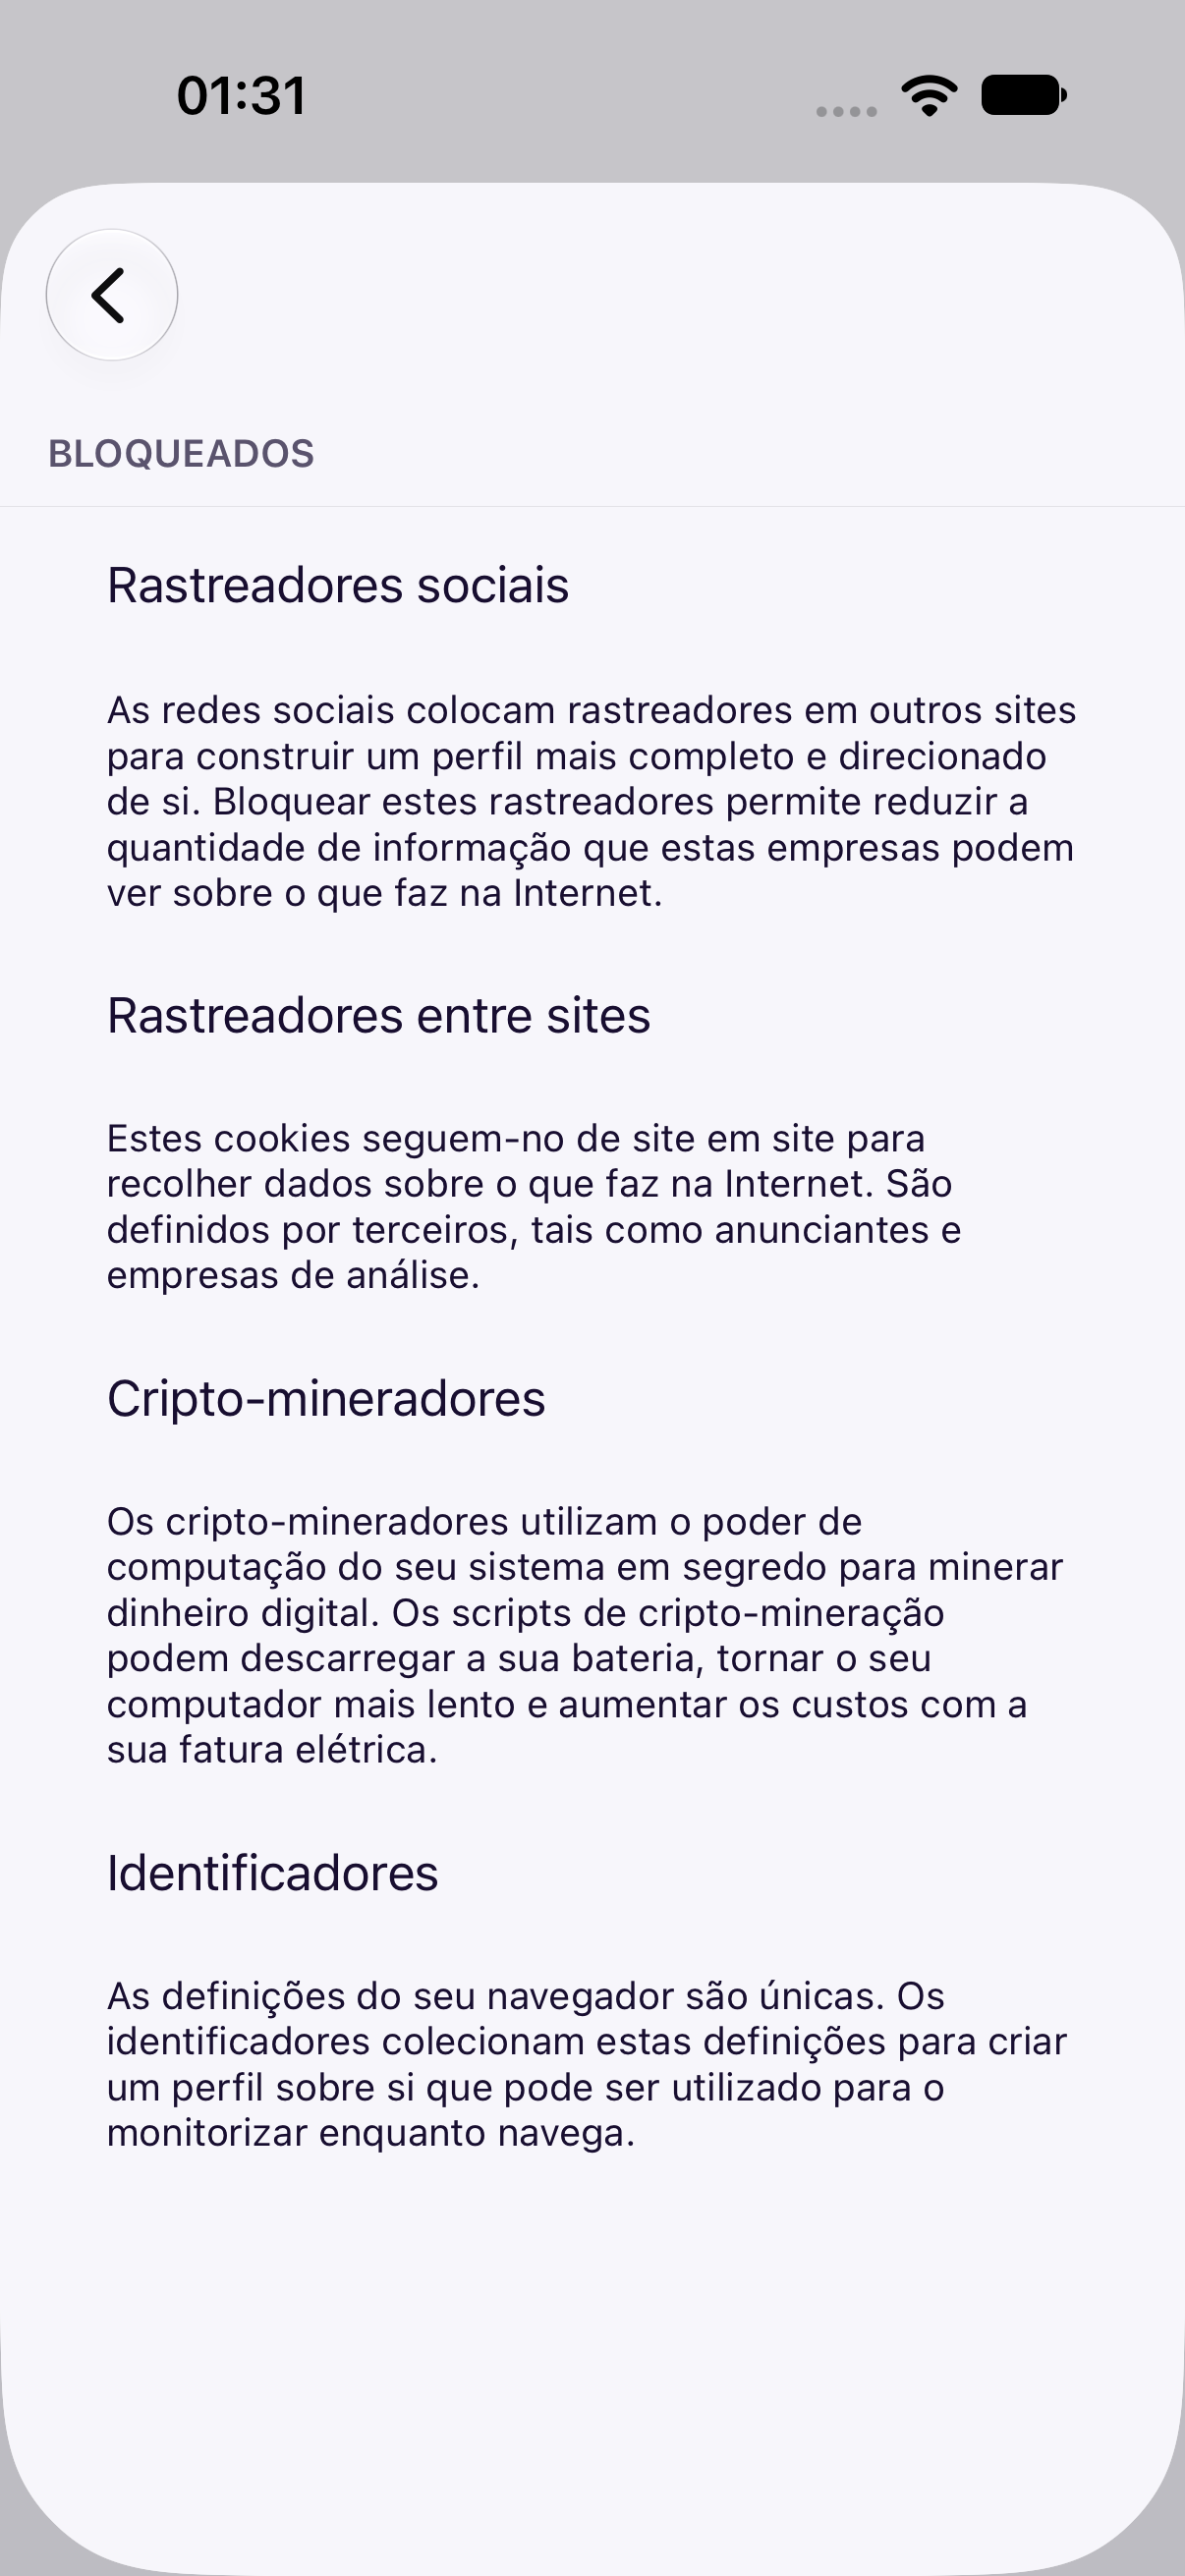 01:31
BLOQUEADOS
Rastreadores sociais
As redes sociais colocam rastreadores em outros sites
para construir um perfil mais completo e direcionado
de si. Bloquear estes rastreadores permite reduzir a
quantidade de informação que estas empresas podem
ver sobre o que faz na Internet.
Rastreadores entre sites
Estes cookies seguem-no de site em site para
recolher dados sobre o que faz na Internet. São
definidos por terceiros, tais como anunciantes e
empresas de análise.
Cripto-mineradores
Os cripto-mineradores utilizam o poder de
computação do seu sistema em segredo para minerar
dinheiro digital. Os scripts de cripto-mineração
podem descarregar a sua bateria, tornar o seu
computador mais lento e aumentar os custos com a
sua fatura elétrica.
Identificadores
As definições do seu navegador são únicas. Os
identificadores colecionam estas definições para criar
um perfil sobre si que pode ser utilizado para o
monitorizar enquanto navega.